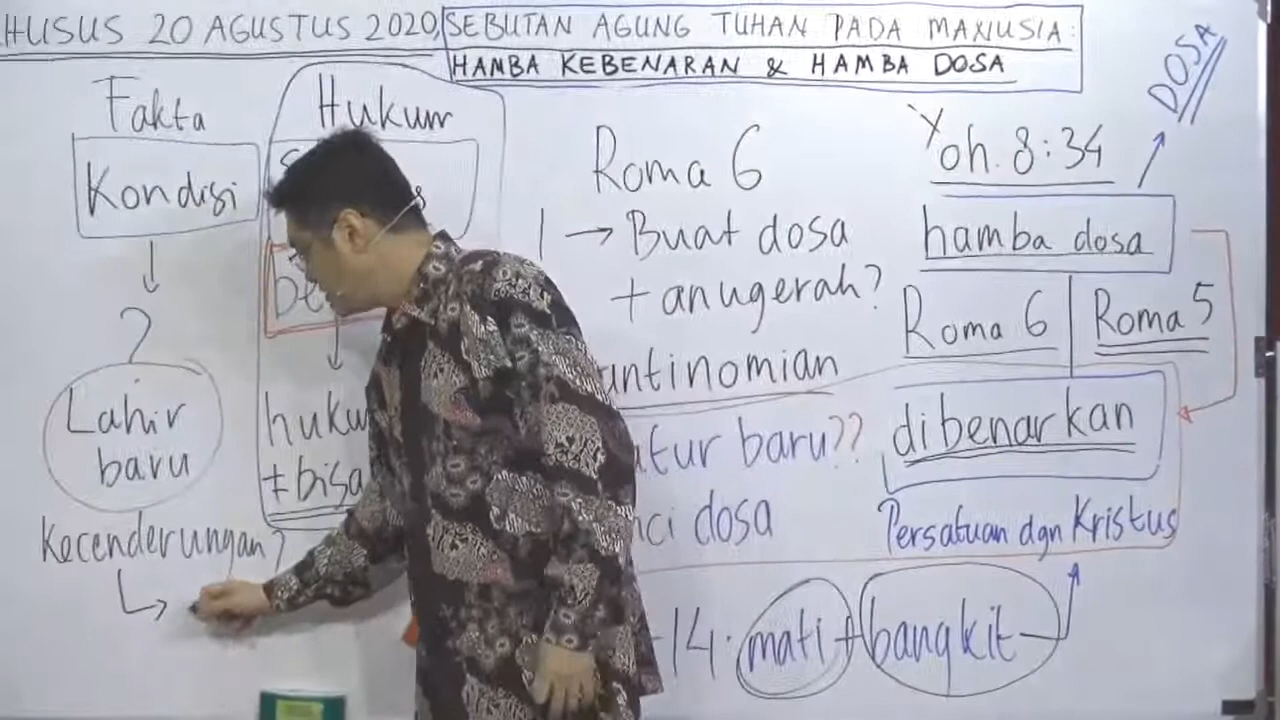 HUSUS 20 AGUSTUS 2020, SEBUTAN AGUNG TUHAN PADA MANUSIA:
HAMBA KEBENARAN & HAMBA DOSA
Fakta
Kondisi
↓
?
Lahir
baru
Kecenderungan?
Hukum
↓
≠ bisa
Roma 6
1 → Buat dosa
+ anugerah?
antinomian
baru??
dosa
-14. mati + bangkit
DOSA
Yoh. 8:34
hamba dosa
Roma 6 | Roma 5
dibenarkan
Persatuan dgn Kristus